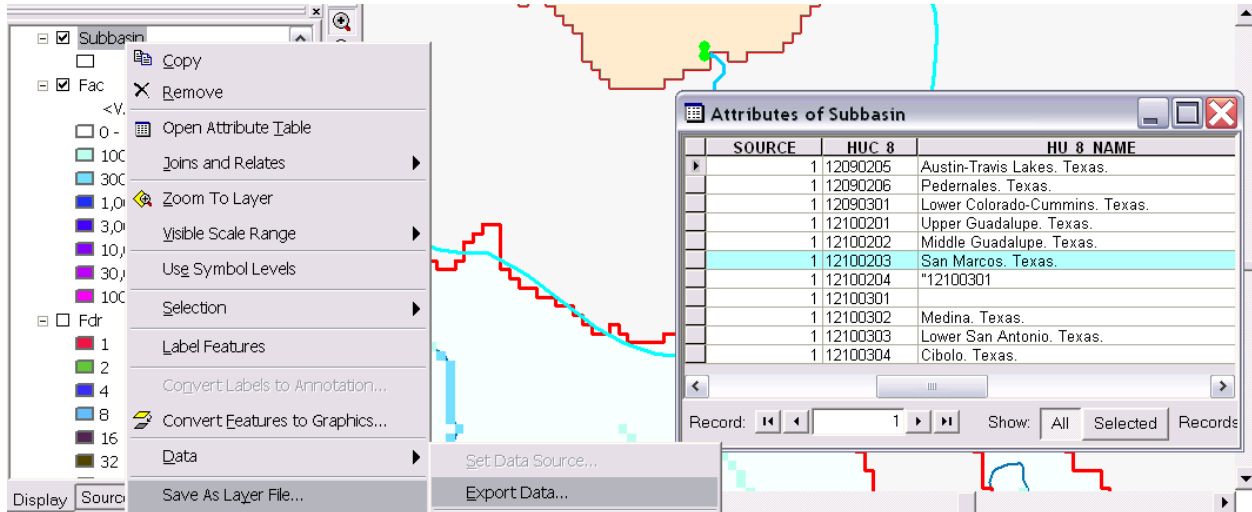 Subbasin
Fac
<V.
0 -
100
300
1,0
3,0
10,
30,
100
Fdr
1
2
4
8
16
32
Display Source
Copy
Remove
Open Attribute Table
Joins and Relates
Zoom To Layer
Visible Scale Range
Use Symbol Levels
Selection
Label Features
Convert Labels to Annotation...
Convert Features to Graphics...
Data
Save As Layer File...
Set Data Source...
Export Data...
Attributes of Subbasin
SOURCE HUC 8 HU 8 NAME
1 12090205 Austin-Travis Lakes. Texas.
1 12090206 Pedernales. Texas.
1 12090301 Lower Colorado-Cummins. Texas.
1 12100201 Upper Guadalupe. Texas.
1 12100202 Middle Guadalupe. Texas.
1 12100203 San Marcos. Texas.
1 12100204 "12100301
1 12100301
1 12100302 Medina. Texas.
1 12100303 Lower San Antonio. Texas.
1 12100304 Cibolo. Texas.
Record: 1 Show: All Selected Records